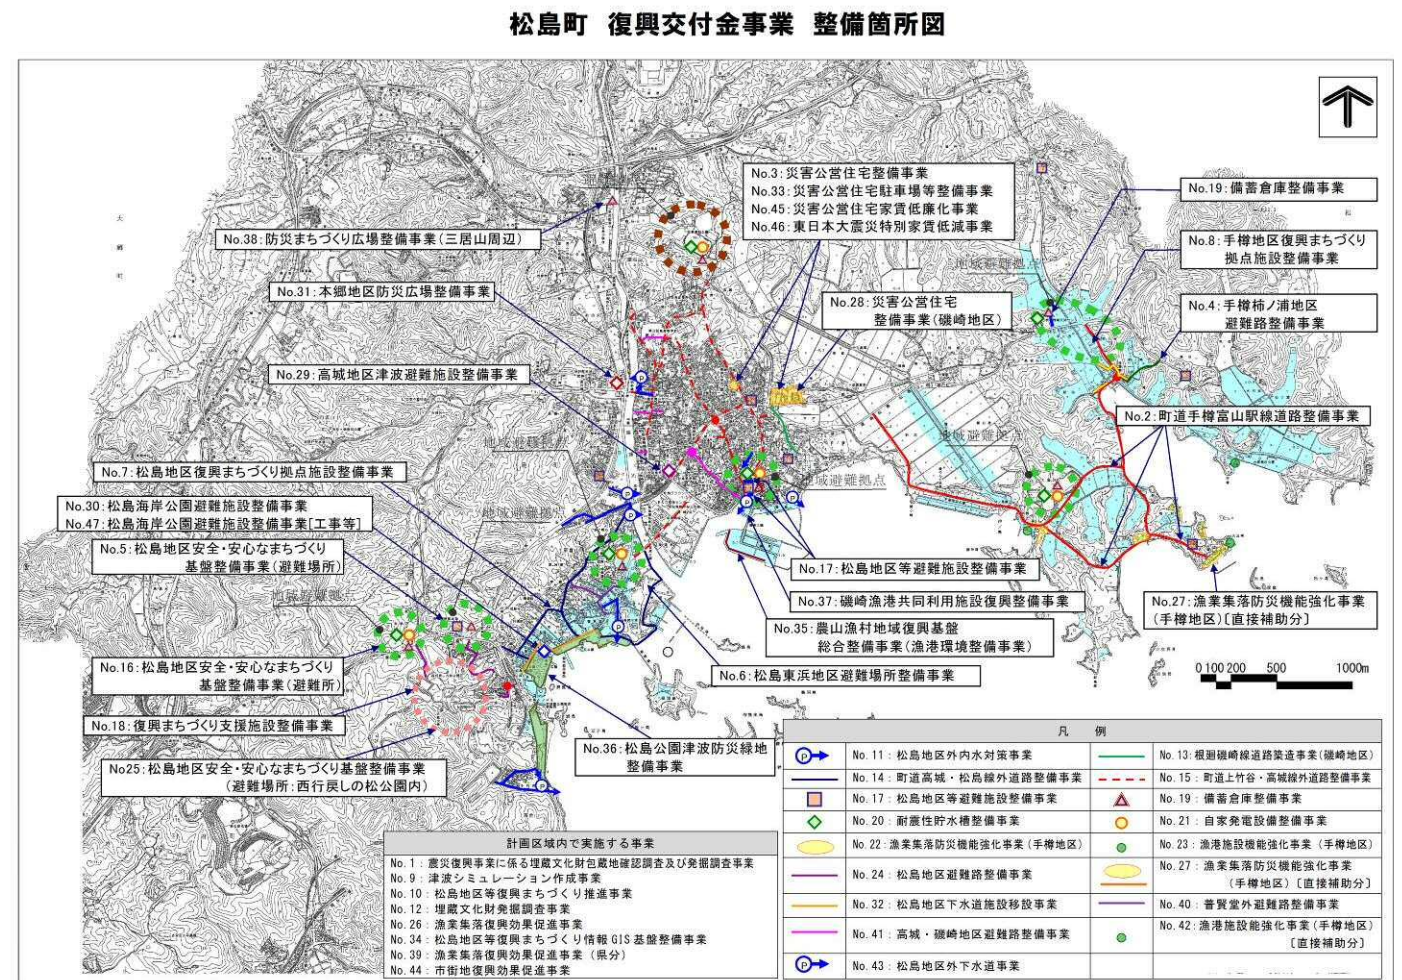 松島町 復興交付金事業 整備箇所図
No.3:災害公営住宅整備事業
No.33:災害公営住宅駐車場等整備事業
No.45:災害公営住宅家賃低廉化事業
No.46:東日本大震災特別家賃低減事業
No.19:備蓄倉庫整備事業
No.38:防災まちづくり広場整備事業(三居山周辺)
No.8:手樽地区復興まちづくり
拠点施設整備事業
地域避難拠点
No.31:本郷地区防災広場整備事業
No.28:災害公営住宅
整備事業(磯崎地区)
No.4:手樽柿ノ浦地区
避難路整備事業
No.29:高城地区津波避難施設整備事業
No.2:町道手樽富山駅線道路整備事業
地域避難拠点
地域避難拠点
No.7:松島地区復興まちづくり拠点施設整備事業
地域避難拠点
No.30:松島海岸公園避難施設整備事業
No.47:松島海岸公園避難施設整備事業[工事等]
地域避難拠点
No.5:松島地区安全・安心なまちづくり
基盤整備事業(避難場所)
No.17:松島地区等避難施設整備事業
地域避難拠点
No.37:磯崎漁港共同利用施設復興整備事業
No.27:漁業集落防災機能強化事業
(手樽地区)〔直接補助分〕
No.35:農山漁村地域復興基盤
総合整備事業(漁港環境整備事業)
No.16:松島地区安全・安心なまちづくり
基盤整備事業(避難所)
No.6:松島東浜地区避難場所整備事業
0 100 200 500 1000m
No.18:復興まちづくり支援施設整備事業
No.36:松島公園津波防災緑地
整備事業
No25:松島地区安全・安心なまちづくり基盤整備事業
(避難場所:西行戻しの松公園内)
凡 例
No.11:松島地区外内水対策事業
No.13:根廻磯崎線道路築造事業(磯崎地区)
No.14:町道高城・松島線外道路整備事業
No.15:町道上竹谷・高城線外道路整備事業
No.17:松島地区等避難施設整備事業
No.19:備蓄倉庫整備事業
No.20:耐震性貯水槽整備事業
No.21:自家発電設備整備事業
No.22:漁業集落防災機能強化事業(手樽地区)
No.23:漁港施設機能強化事業(手樽地区)
No.24:松島地区避難路整備事業
No.27:漁業集落防災機能強化事業
(手樽地区)〔直接補助分〕
No.32:松島地区下水道施設移設事業
No.40:普賢堂外避難路整備事業
No.41:高城・磯崎地区避難路整備事業
No.42:漁港施設能強化事業(手樽地区)
〔直接補助分〕
No.43:松島地区外下水道事業
計画区域内で実施する事業
No.1:震災復興事業に係る埋蔵文化財包蔵地確認調査及び発掘調査事業
No.9:津波シミュレーション作成事業
No.10:松島地区等復興まちづくり推進事業
No.12:埋蔵文化財発掘調査事業
No.26:漁業集落復興効果促進事業
No.34:松島地区等復興まちづくり情報GIS基盤整備事業
No.39:漁業集落復興効果促進事業(県分)
No.44:市街地復興効果促進事業